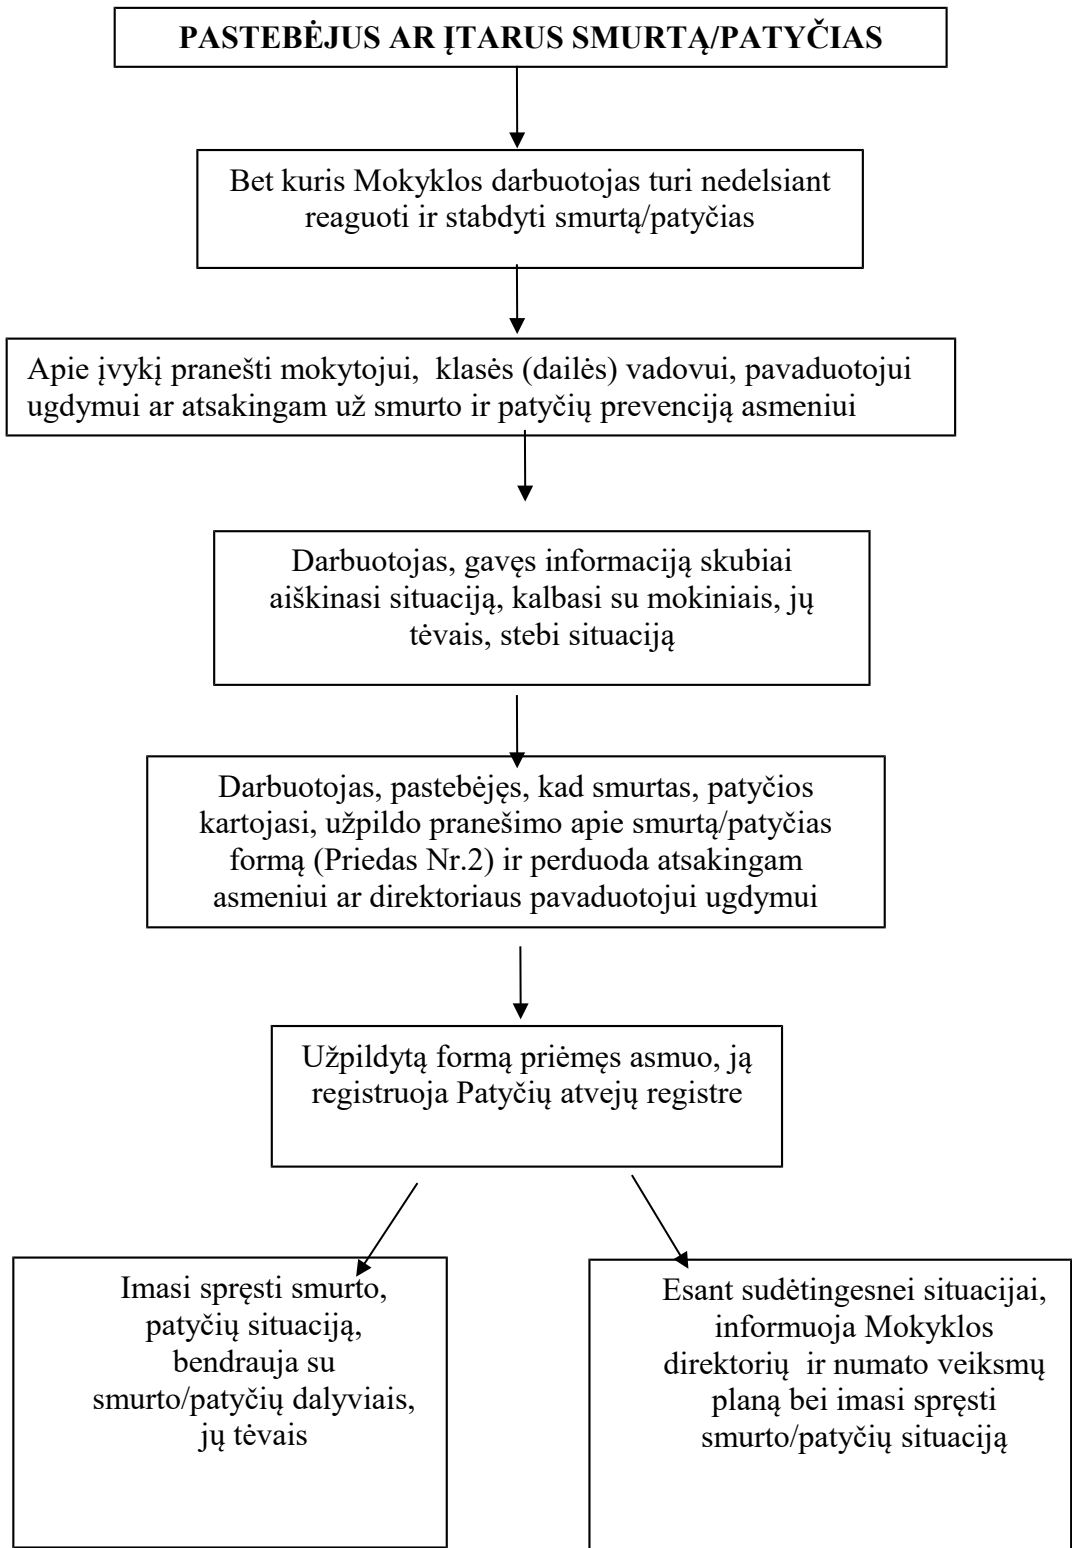 PASTEBĖJUS AR ĮTARUS SMURTĄ/PATYČIAS
Bet kuris Mokyklos darbuotojas turi nedelsiant
reaguoti ir stabdyti smurtą/patyčias
Apie įvykį pranešti mokytojui, klasės (dailės) vadovui, pavaduotojui
ugdymui ar atsakingam už smurto ir patyčių prevenciją asmeniui
Darbuotojas, gavęs informaciją skubiai
aiškinasi situaciją, kalbasi su mokiniais, jų
tėvais, stebi situaciją
Darbuotojas, pastebėjęs, kad smurtas, patyčios
kartojasi, užpildo pranešimo apie smurtą/patyčias
formą (Priedas Nr.2) ir perduoda atsakingam
asmeniui ar direktoriaus pavaduotojui ugdymui
Užpildytą formą priėmęs asmuo, ją
registruoja Patyčių atvejų registre
Imasi spręsti smurto,
patyčių situaciją,
bendrauja su
smurto/patyčių dalyviais,
jų tėvais
Esant sudėtingesnei situacijai,
informuoja Mokyklos
direktorių ir numato veiksmų
planą bei imasi spręsti
smurto/patyčių situaciją